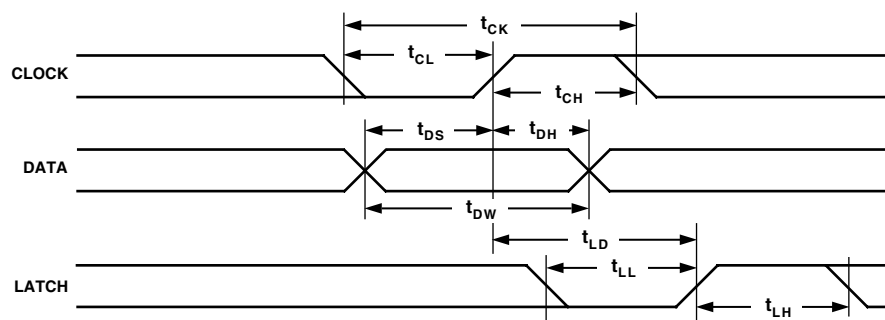 tCK
tCL
CLOCK
tCH
tDS
tDH
DATA
tDW
tLD
tLL
LATCH
tLH